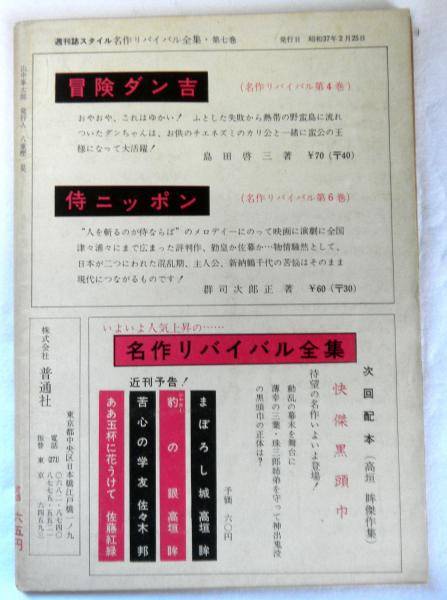 週刊誌スタイル名作リバイバル全集・第七巻
発行日 昭和37年2月25日
冒険ダン吉
(名作リバイバル第4巻)
おやおや、これはゆかい! ふとした失敗から熱帯の野蛮島に流れ
ついたダンちゃんは、お供のチエネズミのカリ公と一緒に蛮公の王
様になって大活躍!
島田啓三著 ¥70(〒40)
侍ニッポン
(名作リバイバル第6巻)
“人を斬るのが侍ならば”のメロディーにのって映画に演劇に全国
津々浦々にまで広まった評判作、勤皇か佐幕か…物情騒然として、
日本が二つにわれた混乱期、主人公、新納鶴千代の苦悩はそのまま
現代につながるものです!
群司次郎正著 ¥60(〒30)
いよいよ人気上昇の……
名作リバイバル全集
次回配本(高垣眸傑作集)
快傑黒頭巾
待望の名作いよいよ登場!
動乱の幕末を舞台に
薄幸の三葉・珠三郎姉弟を守って神出鬼没
の黒頭巾の正体は?
予価 六〇円
近刊予告!
まぼろし城 高垣眸
豹の眼 高垣眸
苦心の学友 佐々木邦
ああ玉杯に花うけて 佐藤紅緑
株式会社 普通社
東京都中央区日本橋江戸橋一ノ九
電話 (271)
振替 東京 六四五九三
六五円